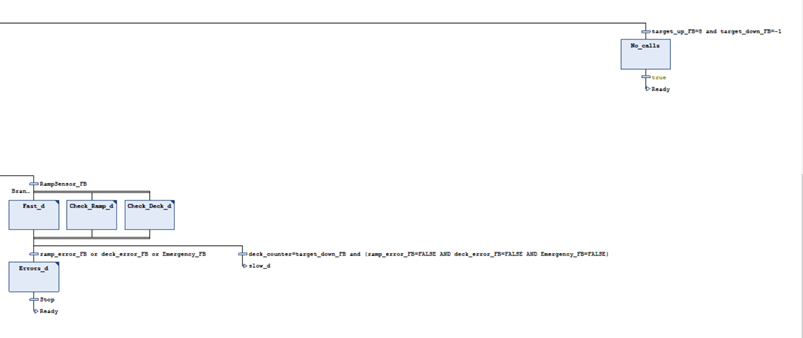 target_up_FB=8 and target_down_FB=-1
No_calls
true
Ready
RampSensor_FB
Bran...
Fast_d Check_Ramp_d Check_Deck_d
ramp_error_FB or deck_error_FB or Emergency_FB deck_counter=target_down_FB and (ramp_error_FB=FALSE AND deck_error_FB=FALSE AND Emergency_FB=FALSE)
slow_d
Errors_d
Stop
Ready